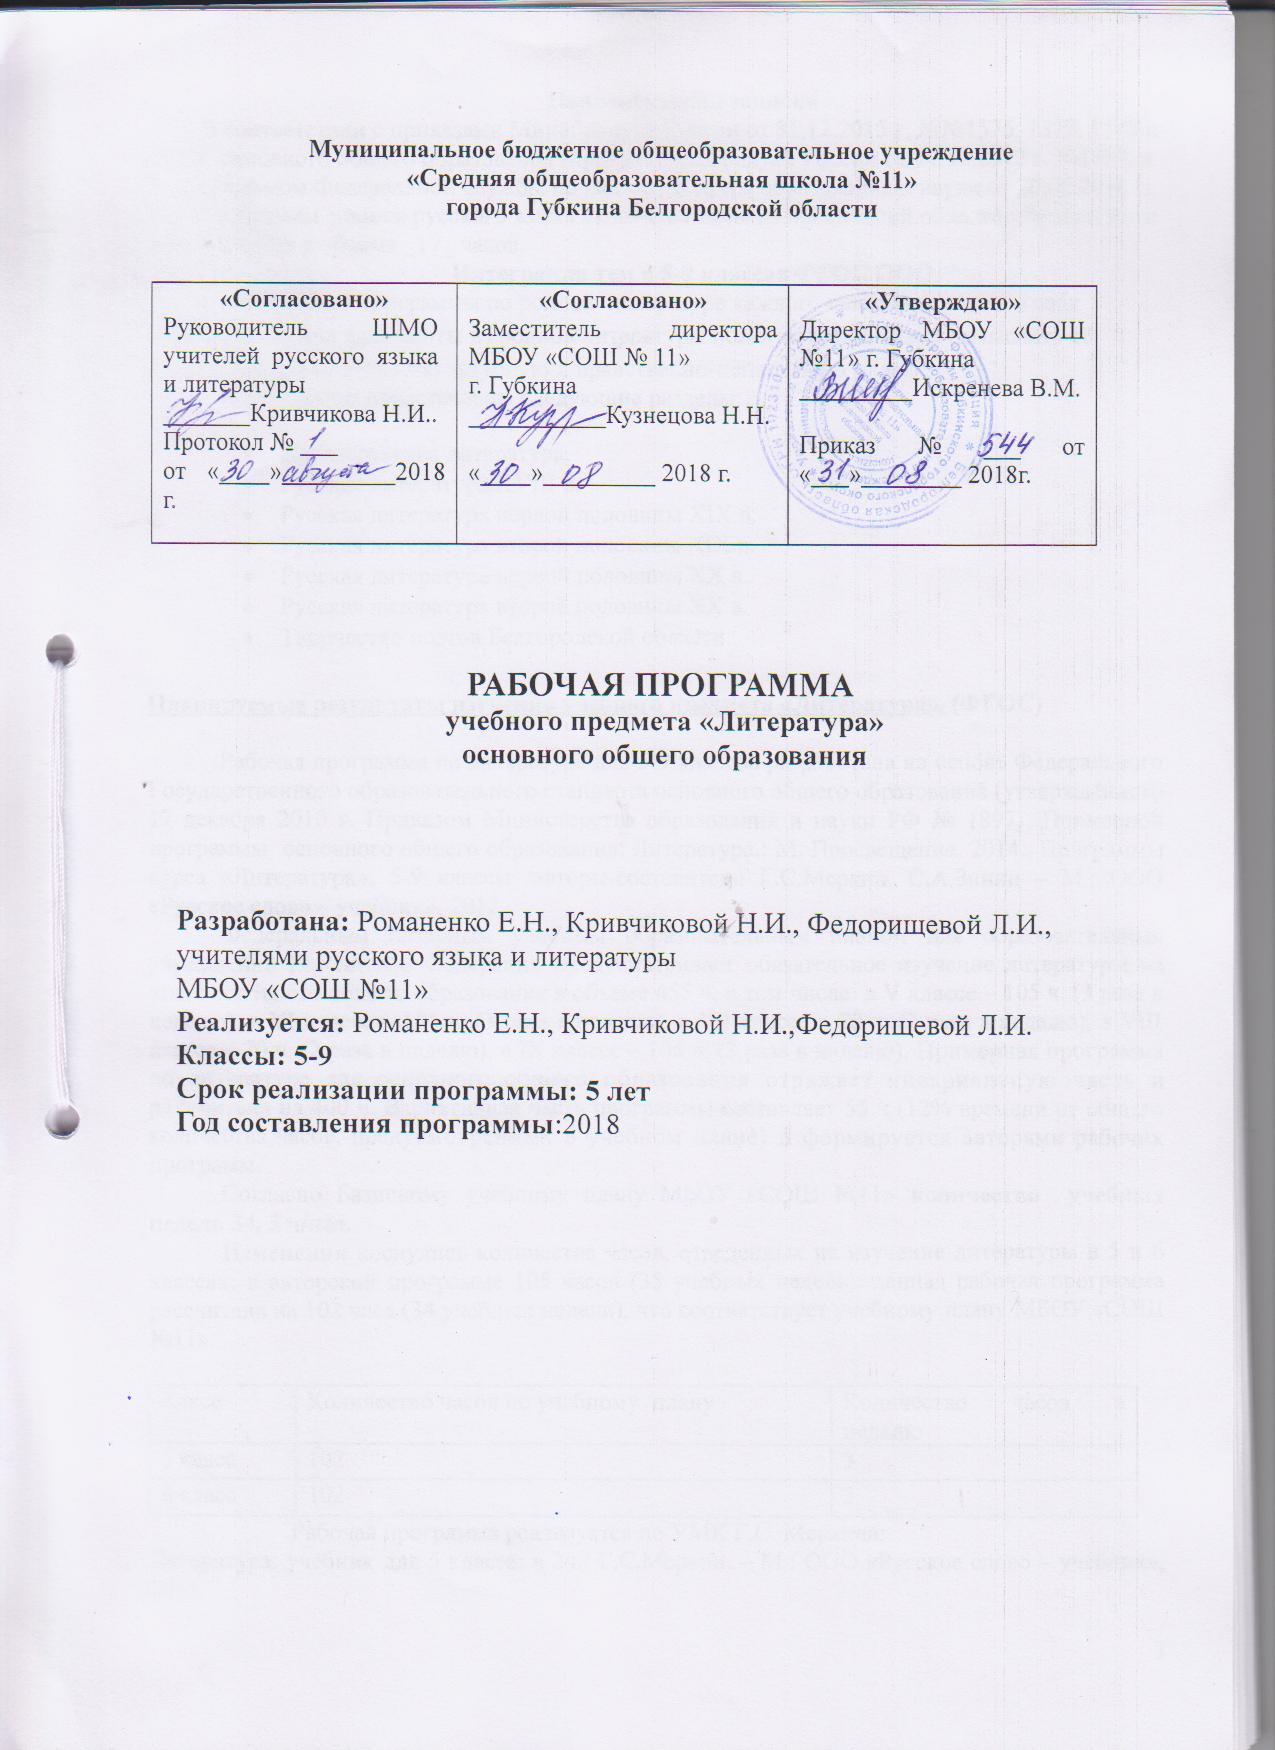 Муниципальное бюджетное общеобразовательное учреждение
«Средняя общеобразовательная школа №11»
города Губкина Белгородской области
«Согласовано»
Руководитель ШМО
учителей русского языка
и литературы
Кривчикова Н.И..
Протокол № 1
от «30» августа 2018
г.
«Согласовано»
Заместитель директора
МБОУ «СОШ № 11»
г. Губкина
Кузнецова Н.Н.
«30» 08 2018 г.
«Утверждаю»
Директор МБОУ «СОШ
№11» г. Губкина
Искренева В.М.
Приказ № 544 от
«31» 08 2018г.
РАБОЧАЯ ПРОГРАММА
учебного предмета «Литература»
основного общего образования
Разработана: Романенко Е.Н., Кривчиковой Н.И., Федорищевой Л.И.,
учителями русского языка и литературы
МБОУ «СОШ №11»
Реализуется: Романенко Е.Н., Кривчиковой Н.И.,Федорищевой Л.И.
Классы: 5-9
Срок реализации программы: 5 лет
Год составления программы:2018